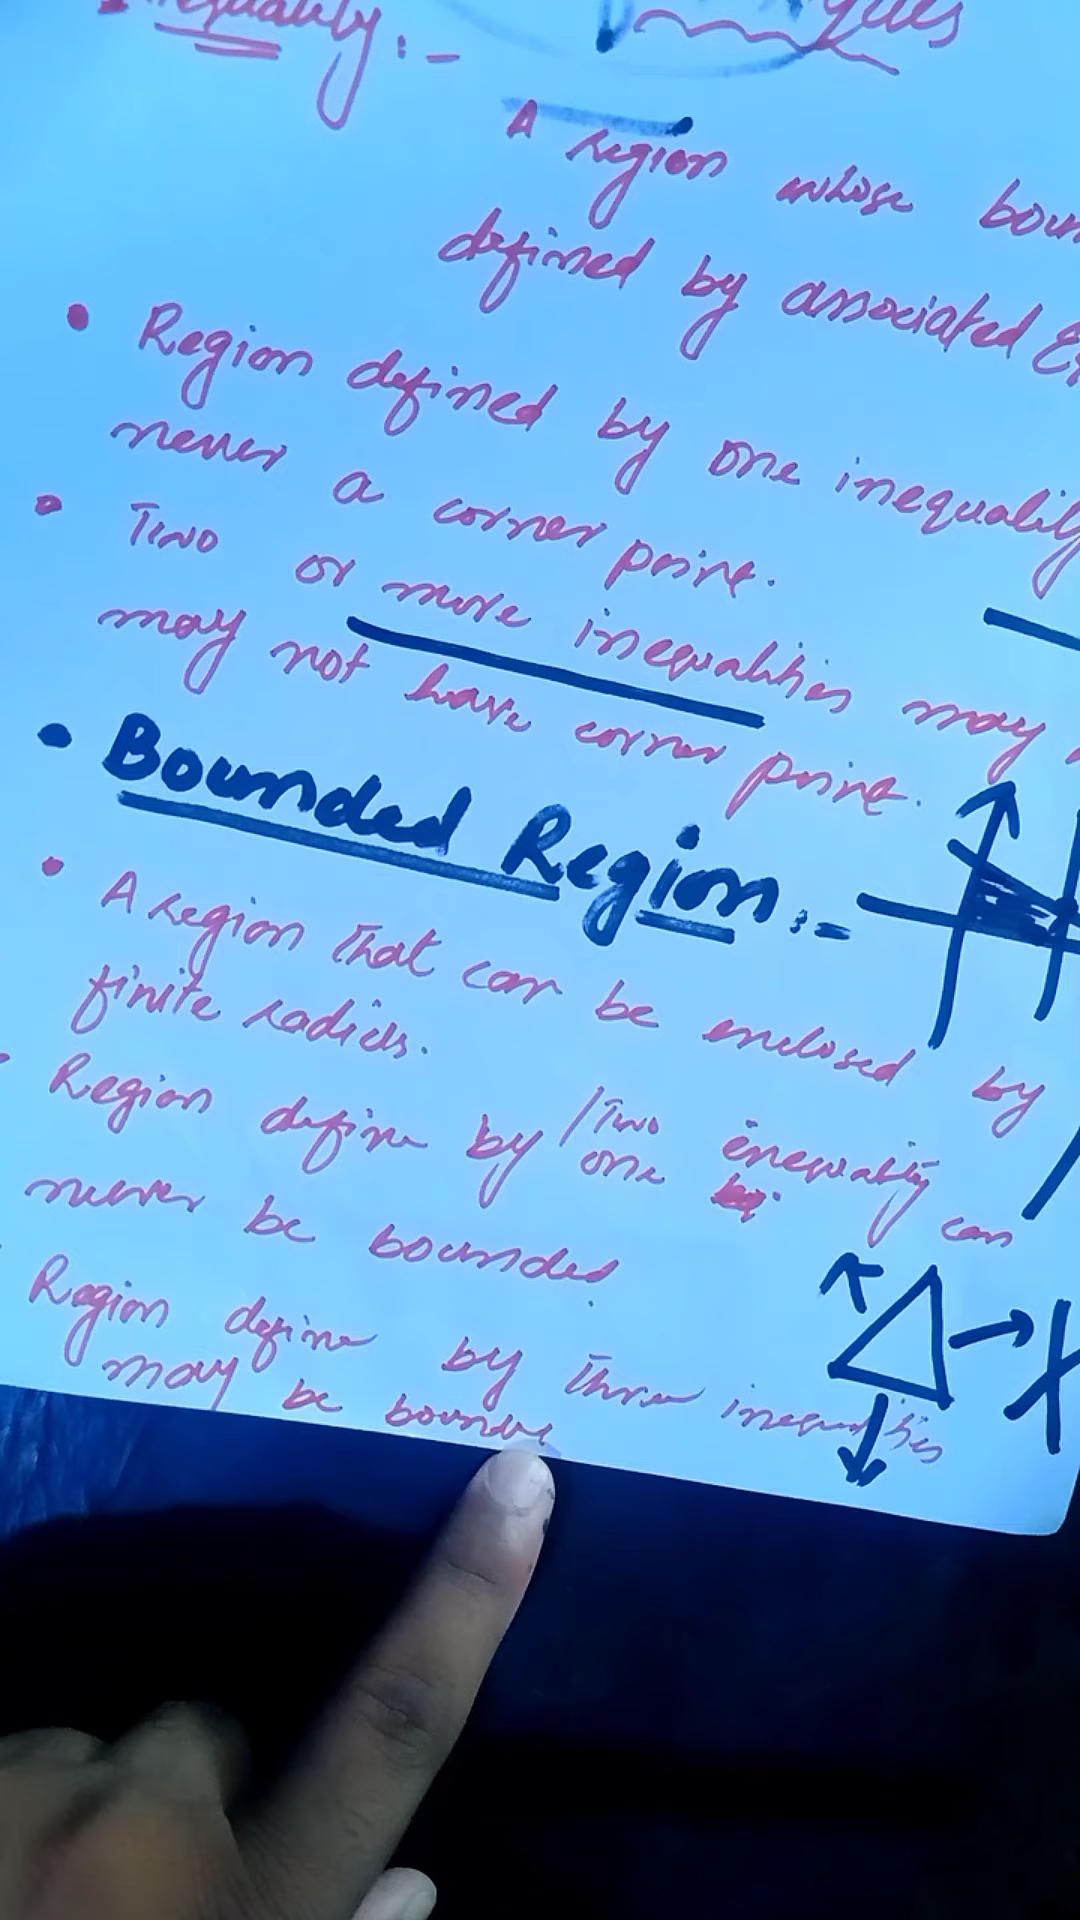 A region whose
defined by associated
• Region defined by one inequality
never a corner point.
• Two or more inequalities may
may not have corner point.
• Bounded Region :=
• A region that can be enclosed by
finite radius.
Region define by / Two one inequality can
never be bounded.
Region define by three inequalities
may be bounde